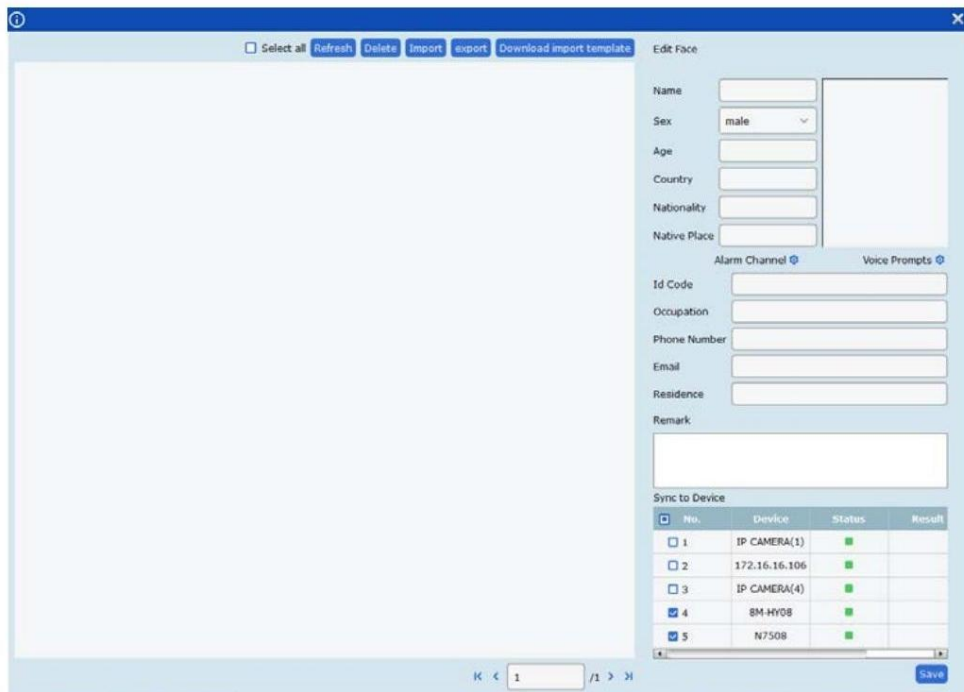 Select all Refresh Delete Import export Download import template
Edit Face
Name
Sex male
Age
Country
Nationality
Native Place
Alarm Channel Voice Prompts
Id Code
Occupation
Phone Number
Email
Residence
Remark
Sync to Device
No. Device Status Result
1 IP CAMERA(1)
2 172.16.16.106
3 IP CAMERA(4)
4 8M-HY08
5 N7508
1 /1
Save